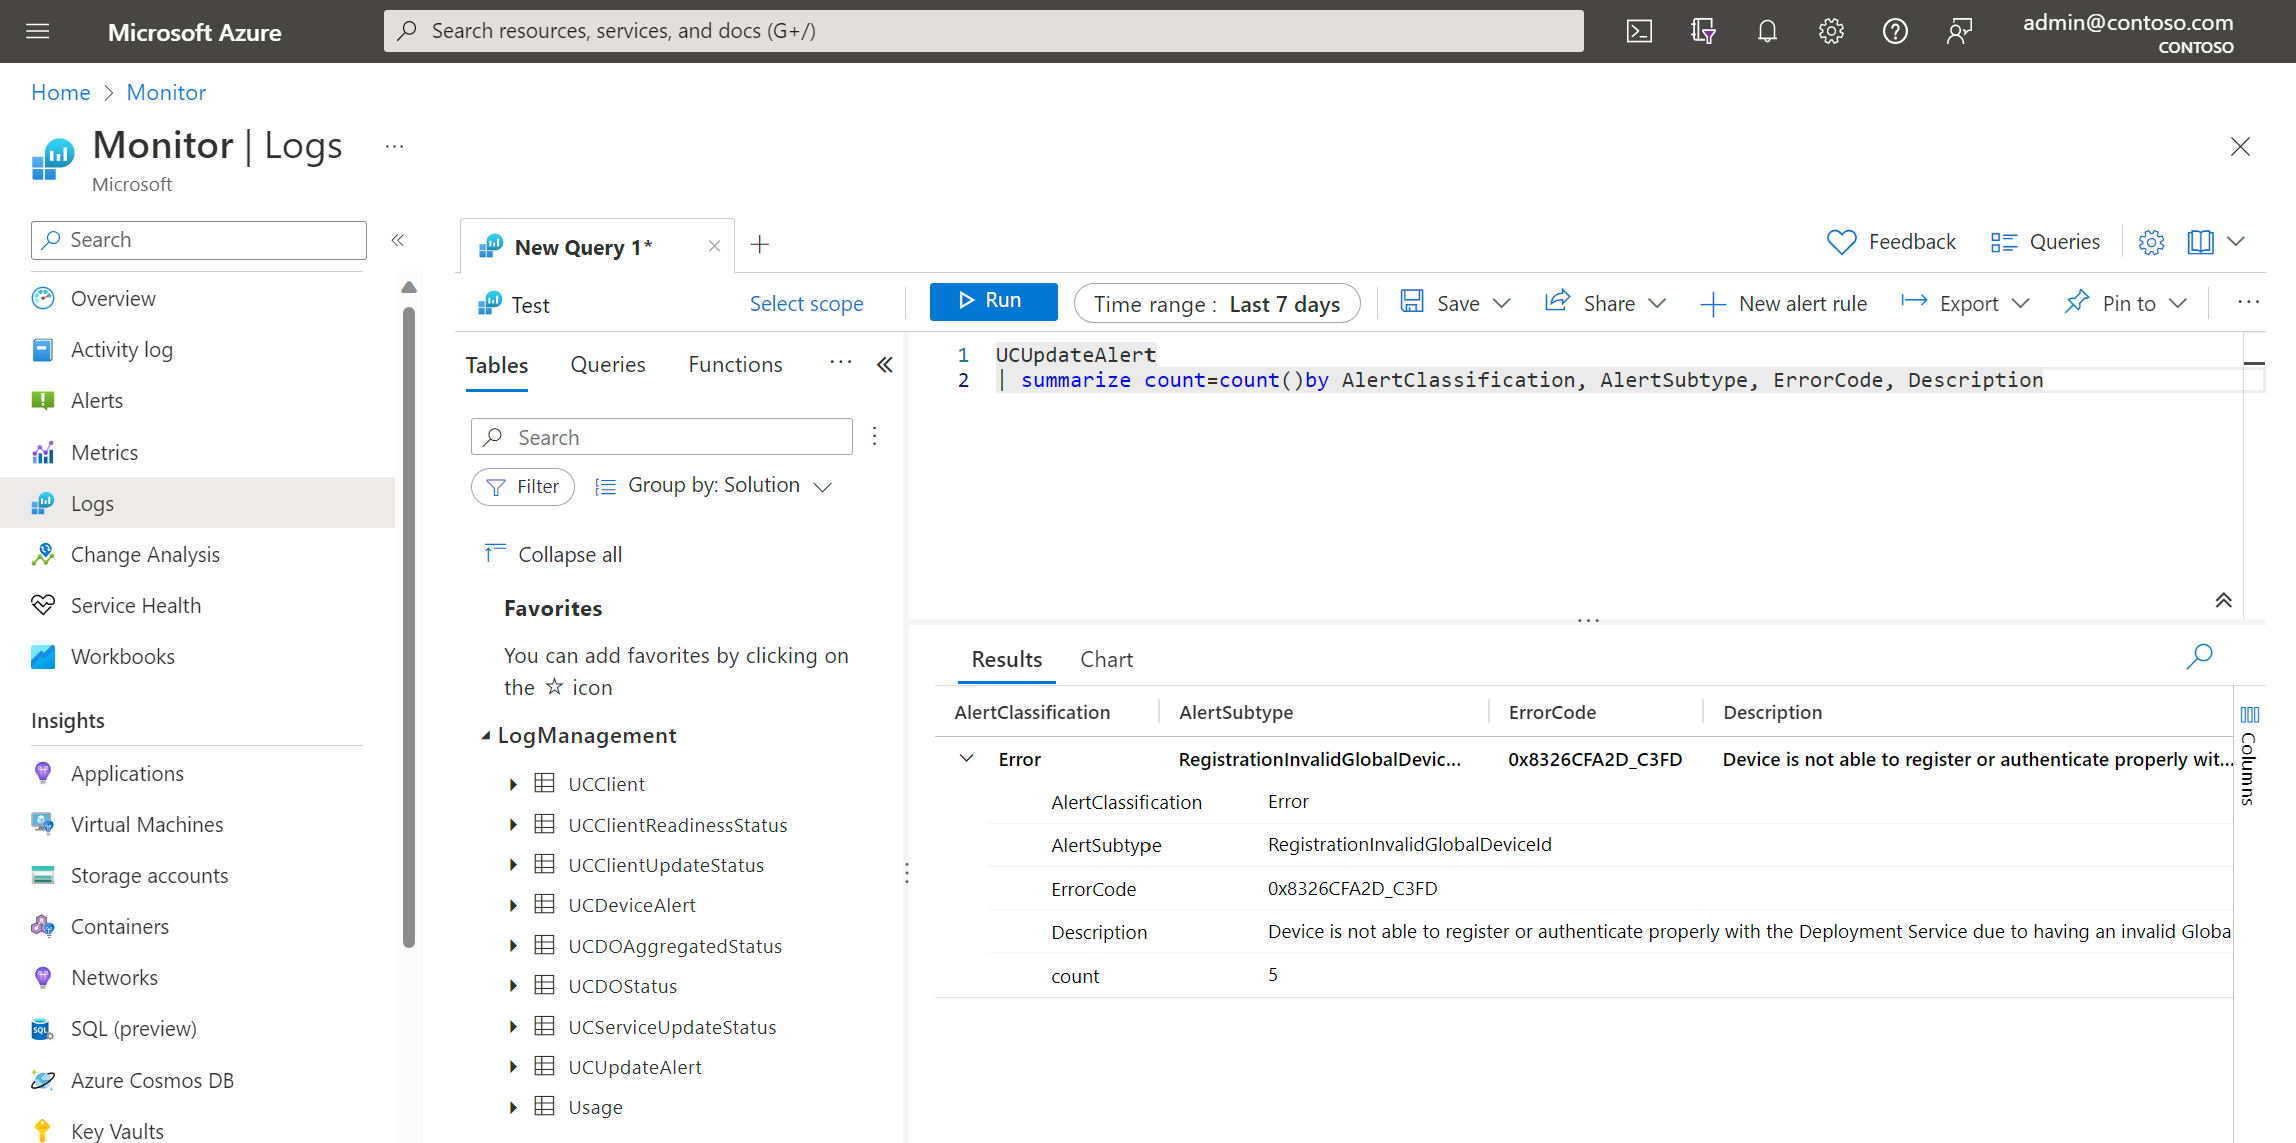 Microsoft Azure
Search resources, services, and docs (G+/)
admin@contoso.com
CONTOSO
Home > Monitor
Monitor | Logs ...
Microsoft
Search «
Overview
Activity log
Alerts
Metrics
Logs
Change Analysis
Service Health
Workbooks
Insights
Applications
Virtual Machines
Storage accounts
Containers
Networks
SQL (preview)
Azure Cosmos DB
Key Vaults
New Query 1*
Feedback
Queries
Test
Select scope
Run
Time range : Last 7 days
Save
Share
New alert rule
Export
Pin to
...
Tables
Queries
Functions
...
«
Search
Filter
Group by: Solution
Collapse all
Favorites
You can add favorites by clicking on
the ☆ icon
LogManagement
UCClient
UCClientReadinessStatus
UCClientUpdateStatus
UCDeviceAlert
UCDOAggregatedStatus
UCDOStatus
UCServiceUpdateStatus
UCUpdateAlert
Usage
1 UCUpdateAlert
2 | summarize count=count()by AlertClassification, AlertSubtype, ErrorCode, Description
Results
Chart
AlertClassification AlertSubtype ErrorCode Description
Error RegistrationInvalidGlobalDevic... 0x8326CFA2D_C3FD Device is not able to register or authenticate properly wit...
AlertClassification Error
AlertSubtype RegistrationInvalidGlobalDeviceId
ErrorCode 0x8326CFA2D_C3FD
Description Device is not able to register or authenticate properly with the Deployment Service due to having an invalid Globa
count 5
Columns